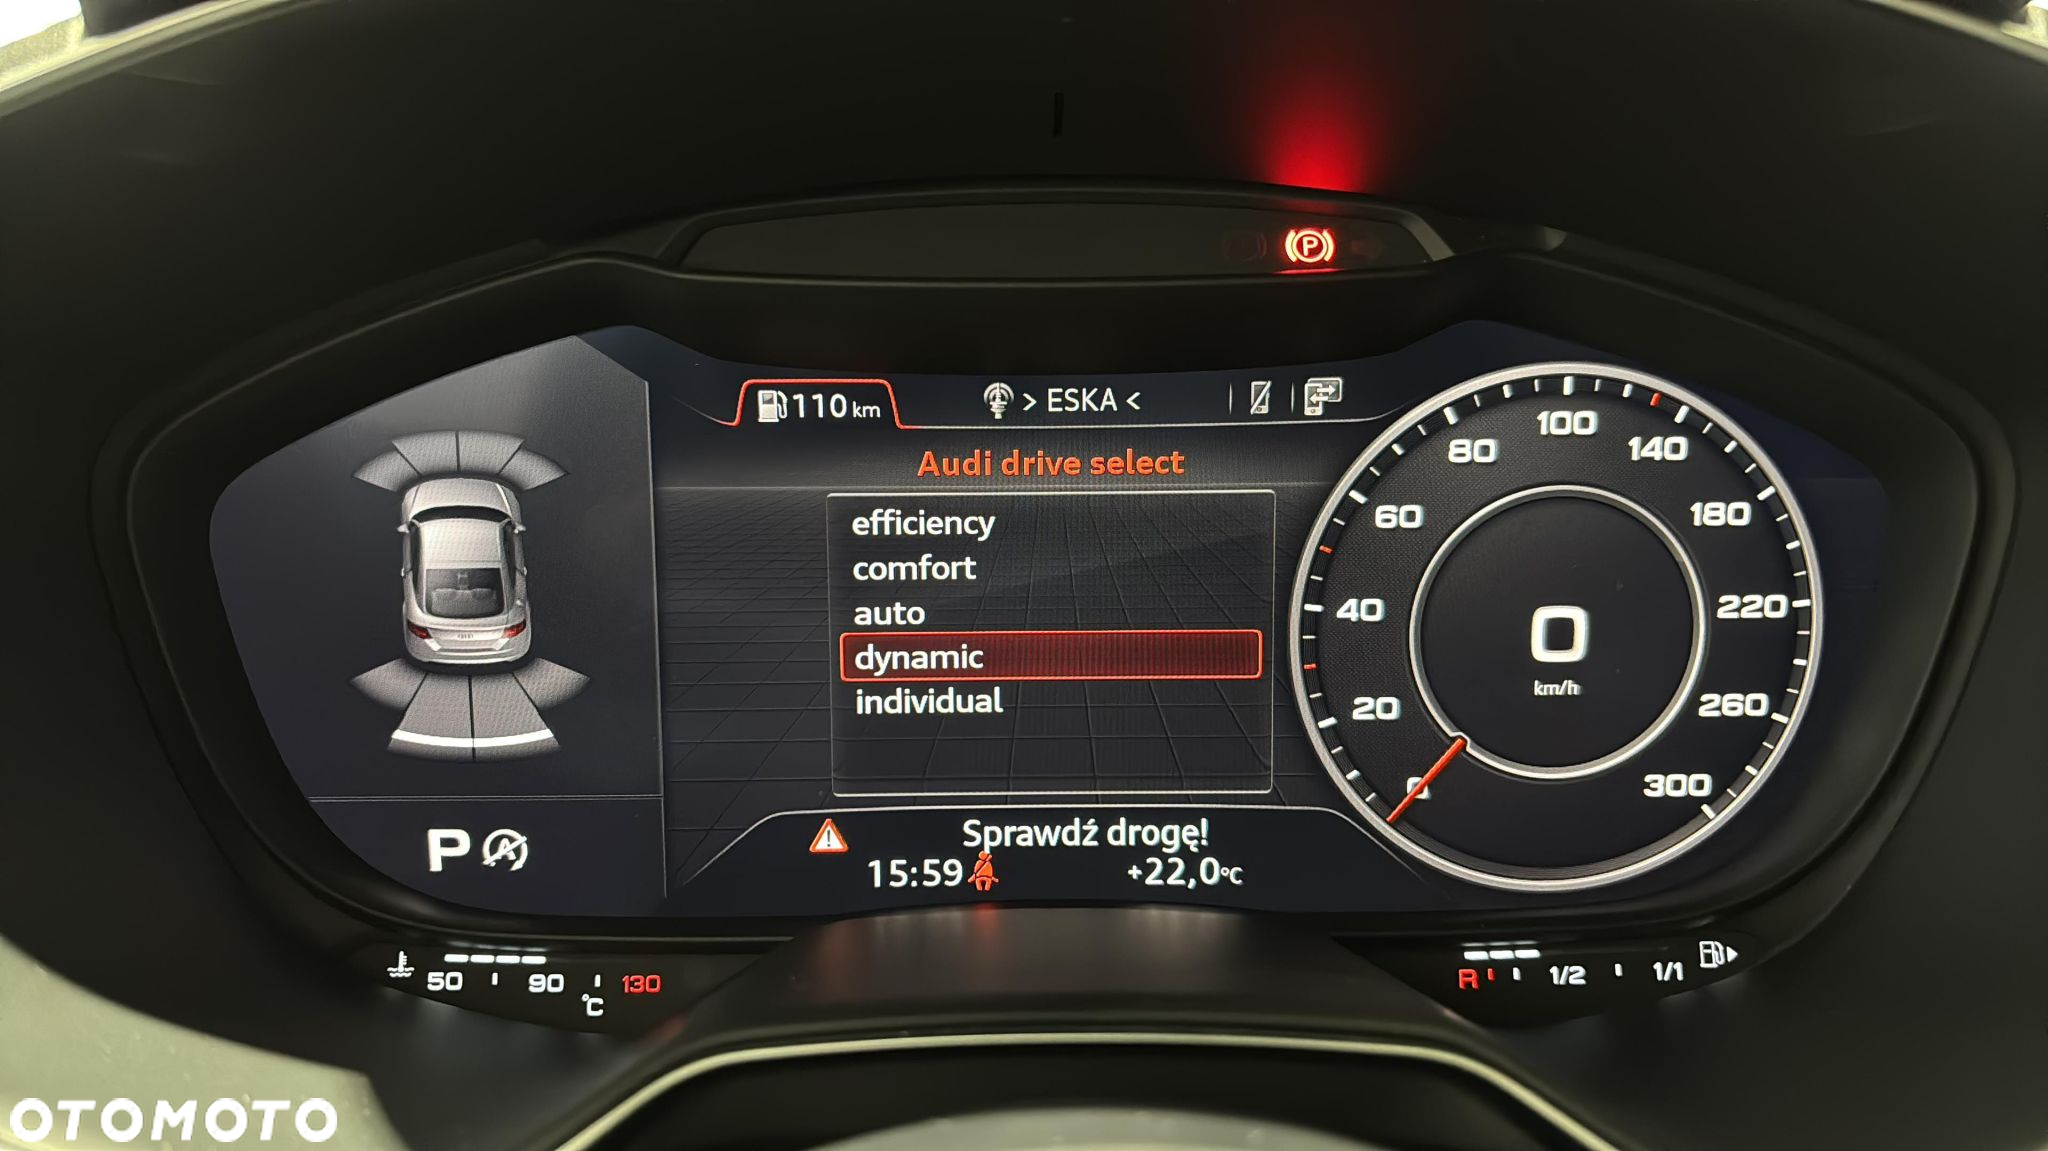 P
110 km
> ESKA <
Audi drive select
efficiency
comfort
auto
dynamic
individual
Sprawdź drogę!
15:59
+22,0°C
P A
0
20
40
60
80
100
140
180
220
260
300
0
km/h
50 90 130
°C
R 1/2 1/1
OTOMOTO